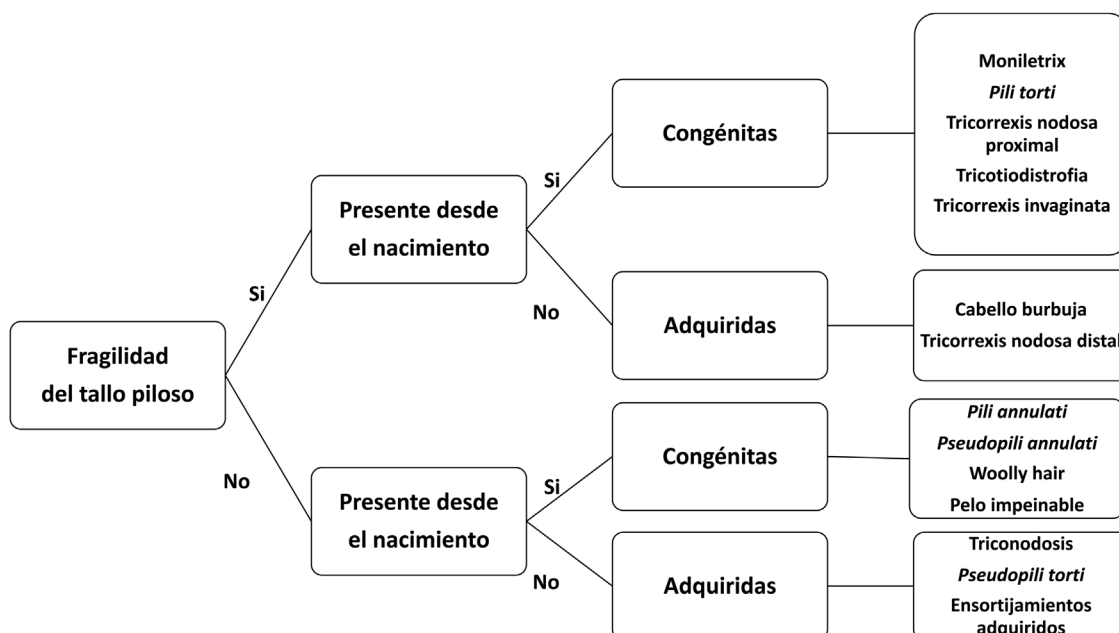 Fragilidad
del tallo piloso
Si
No
Presente desde
el nacimiento
Si
No
Congénitas
Moniletrix
Pili torti
Tricorrexis nodosa
proximal
Tricotiodistrofia
Tricorrexis invaginata
Adquiridas
Cabello burbuja
Tricorrexis nodosa distal
Presente desde
el nacimiento
Si
No
Congénitas
Pili annulati
Pseudopili annulati
Woolly hair
Pelo impeinable
Adquiridas
Triconodosis
Pseudopili torti
Ensortijamientos
adquiridos